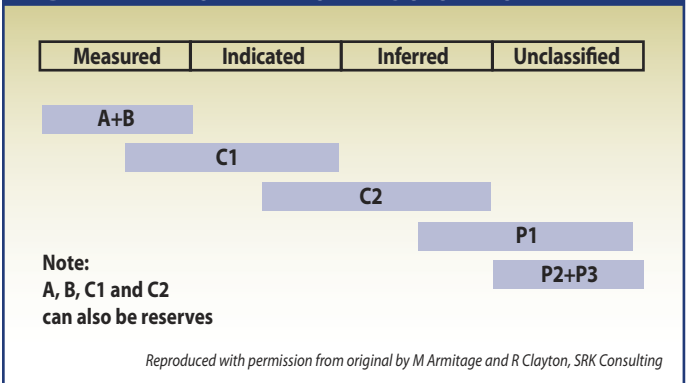 Measured Indicated Inferred Unclassified
A+B
C1
C2
P1
P2+P3
Note:
A, B, C1 and C2
can also be reserves
Reproduced with permission from original by M Armitage and R Clayton, SRK Consulting